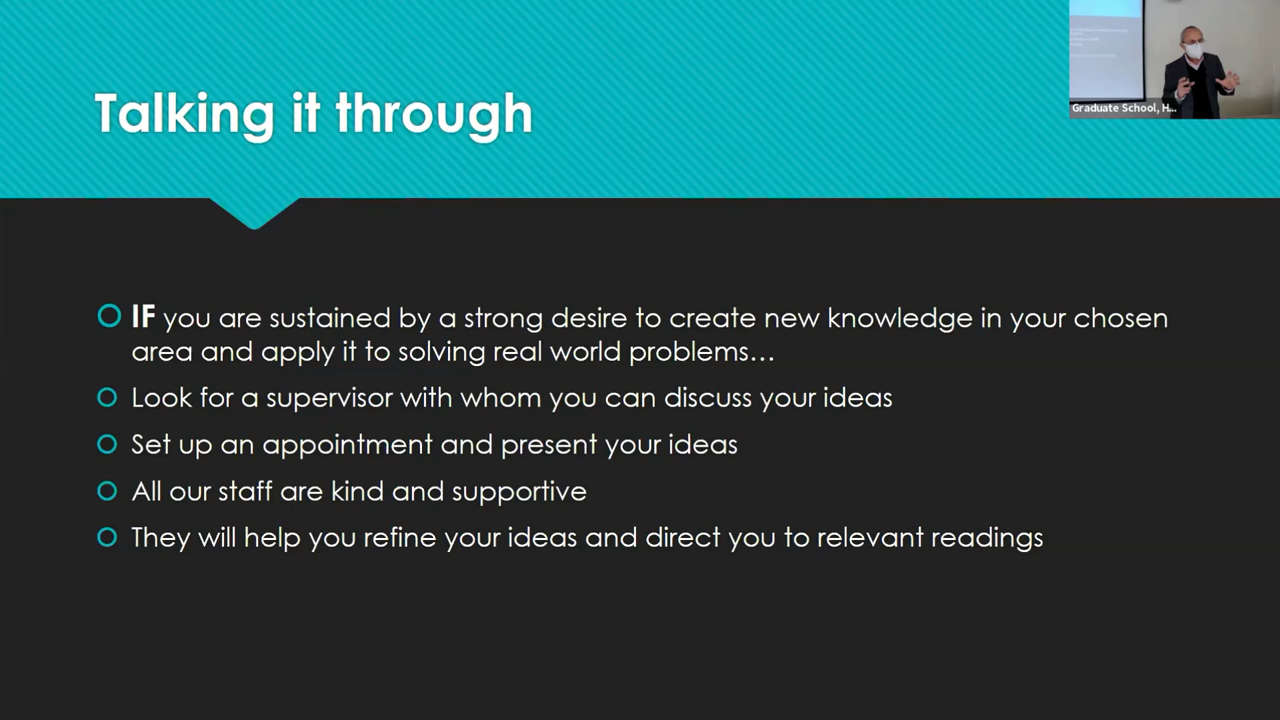 Talking it through
Graduate School, H...
IF you are sustained by a strong desire to create new knowledge in your chosen
area and apply it to solving real world problems…
Look for a supervisor with whom you can discuss your ideas
Set up an appointment and present your ideas
All our staff are kind and supportive
They will help you refine your ideas and direct you to relevant readings